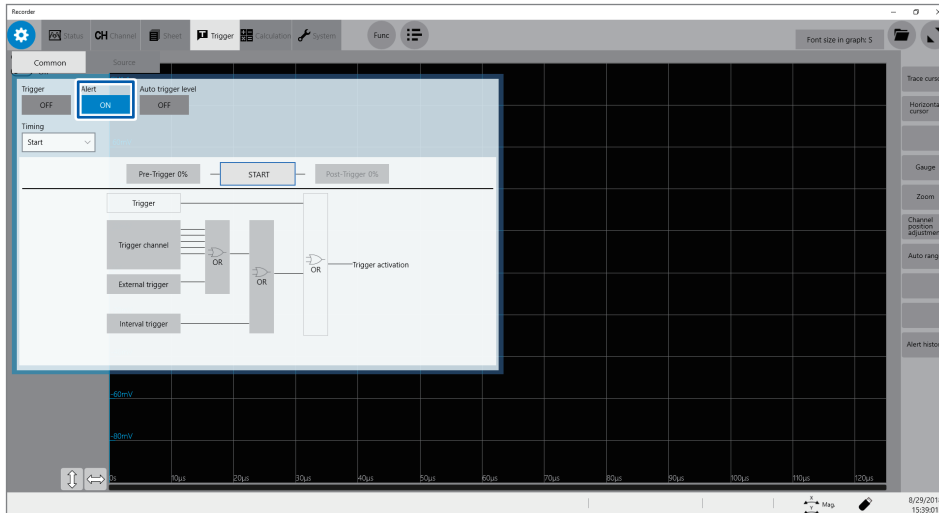 Recorder
Status
CH Channel
Sheet
Trigger
Calculation
System
Func
Font size in graph: S
Common
Source
Trace curs
Trigger
Alert
Auto trigger level
OFF
ON
OFF
Horizonta
cursor
Timing
Start
Pre-Trigger 0%
START
Post-Trigger 0%
Gauge
Trigger
Zoom
Channel
position
adjustmen
Trigger channel
OR
OR
OR
Trigger activation
Auto rang
External trigger
Interval trigger
Alert histor
-60mV
-80mV
0s
10µs
20µs
30µs
40µs
50µs
60µs
70µs
80µs
90µs
100µs
110µs
120µs
X
Y
Mag.
8/29/201
15:39:01